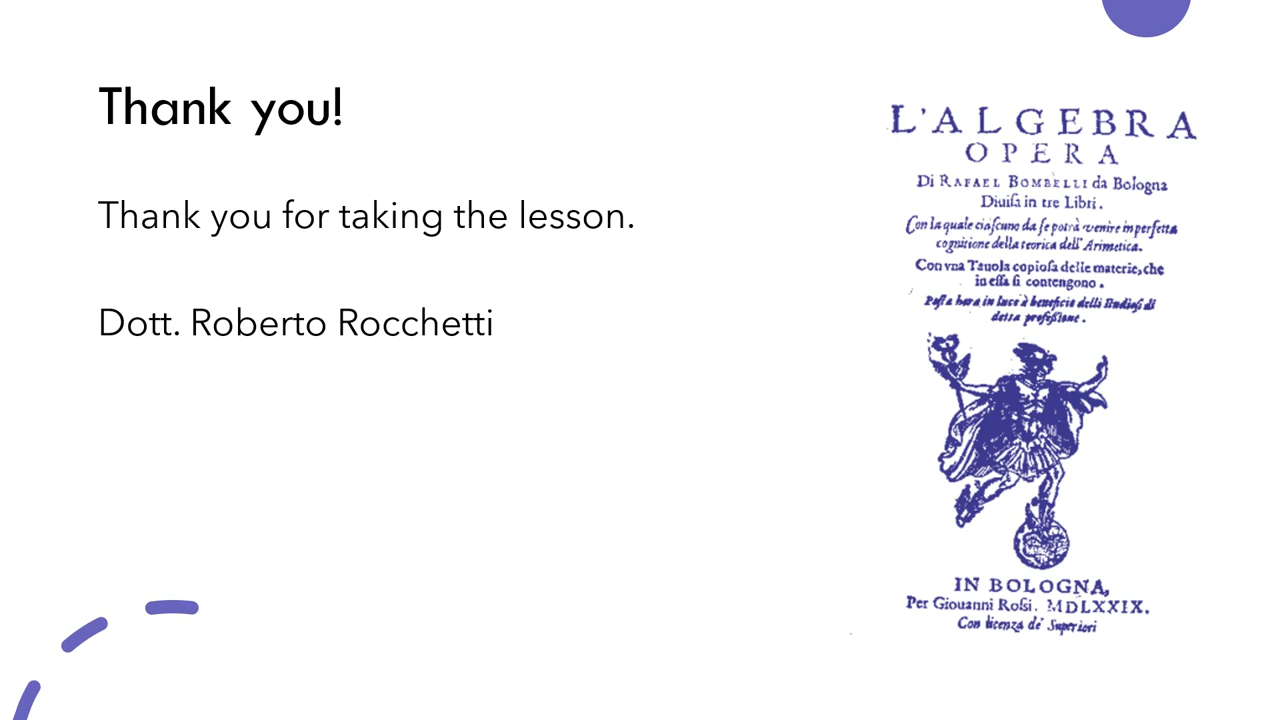 Thank you!
Thank you for taking the lesson.
Dott. Roberto Rocchetti
L'ALGEBRA
OPERA
Di RAFAEL BOMBELLI da Bologna
Diuiſa in tre Libri.
Con la quale ciaſcuno da ſe potrà venire in perfetta
cognitione della teorica dell' Arimetica.
Con vna Tauola copioſa delle materie, che
in eſſa ſi contengono.
Poſta hora in luce à beneficio delli Studioſi di
detta profeſſione.
IN BOLOGNA,
Per Giouanni Roſſi. MDLXXIX.
Con licenza de' Superiori